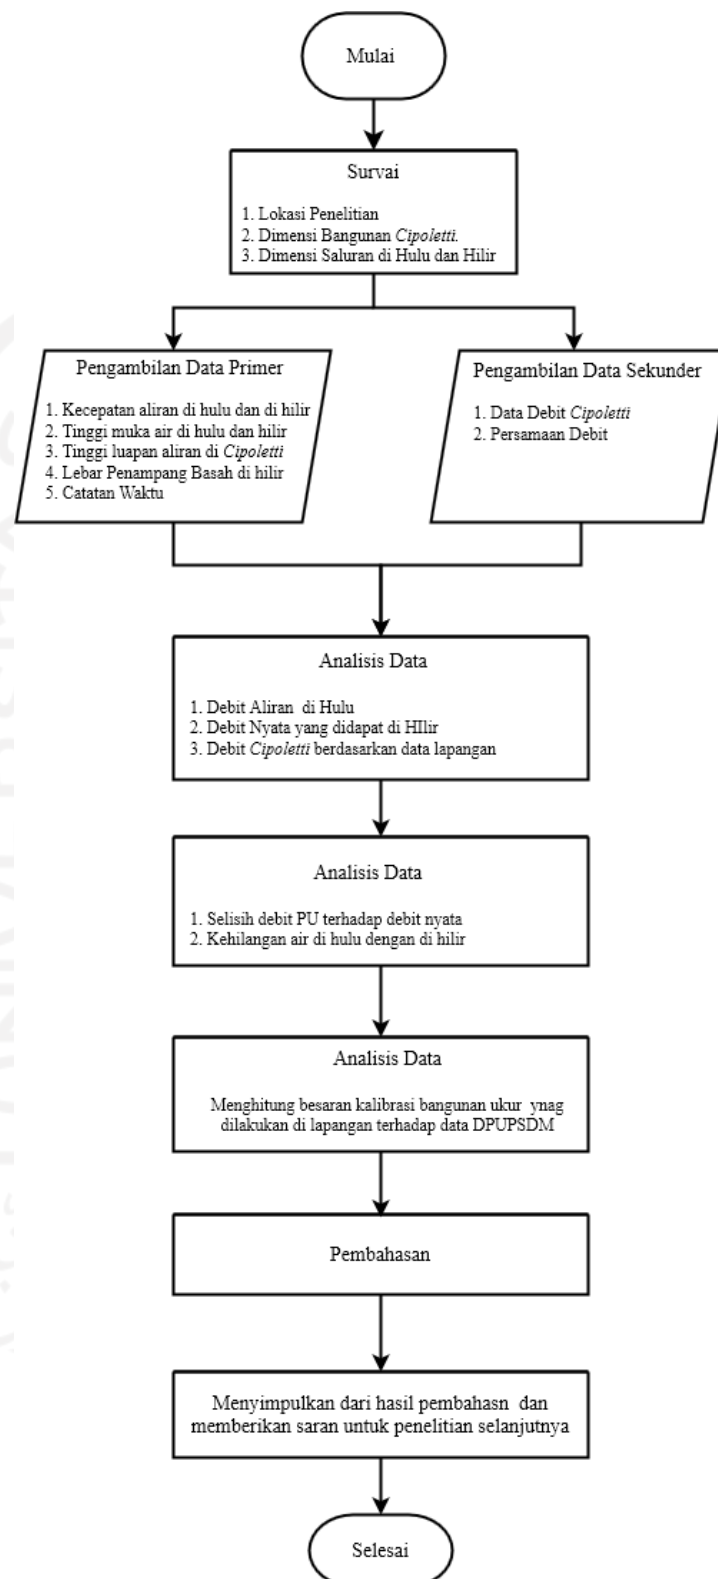 Mulai
Survai
1. Lokasi Penelitian
2. Dimensi Bangunan Cipoletti.
3. Dimensi Saluran di Hulu dan Hilir
Pengambilan Data Primer
1. Kecepatan aliran di hulu dan di hilir
2. Tinggi muka air di hulu dan hilir
3. Tinggi luapan aliran di Cipoletti
4. Lebar Penampang Basah di hilir
5. Catatan Waktu
Pengambilan Data Sekunder
1. Data Debit Cipoletti
2. Persamaan Debit
Analisis Data
1. Debit Aliran di Hulu
2. Debit Nyata yang didapat di HIlir
3. Debit Cipoletti berdasarkan data lapangan
Analisis Data
1. Selisih debit PU terhadap debit nyata
2. Kehilangan air di hulu dengan di hilir
Analisis Data
Menghitung besaran kalibrasi bangunan ukur ynag
dilakukan di lapangan terhadap data DPUPSDM
Pembahasan
Menyimpulkan dari hasil pembahasn dan
memberikan saran untuk penelitian selanjutnya
Selesai